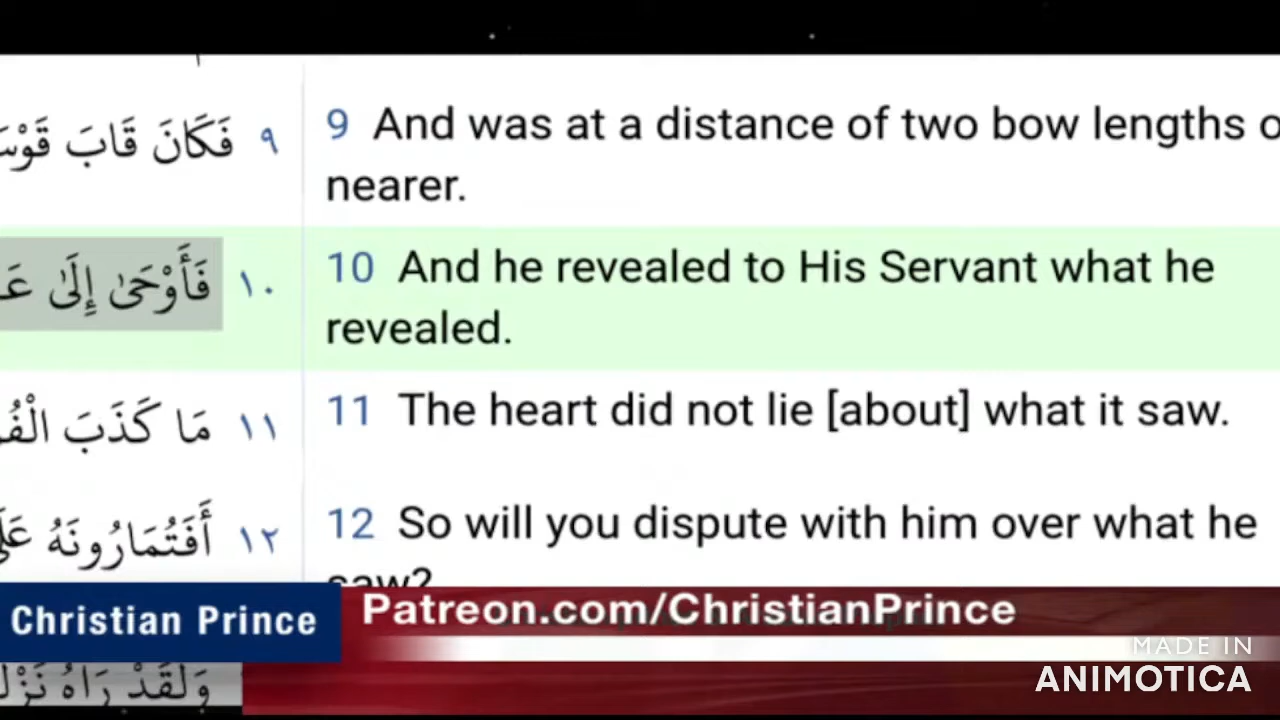 فَكَانَ قَابَ ٩
9 And was at a distance of two bow lengths
nearer.
فَأَوْحَىٰ إِلَىٰ ١٠
10 And he revealed to His Servant what he
revealed.
مَا كَذَبَ ١١
11 The heart did not lie [about] what it saw.
أَفَتُمَارُونَهُ ١٢
12 So will you dispute with him over what he
saw?
Christian Prince
Patreon.com/ChristianPrince
وَلَقَدْ رَآهُ
MADE IN
ANIMOTICA